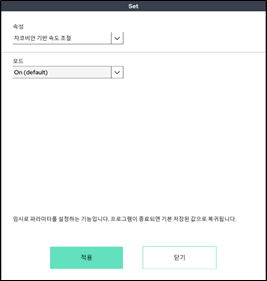 Set
속성
자코비안 기반 속도 조절
모드
On (default)
임시로 파라미터를 설정하는 기능입니다. 프로그램이 종료되면 기본 저장된 값으로 복귀됩니다.
적용
닫기